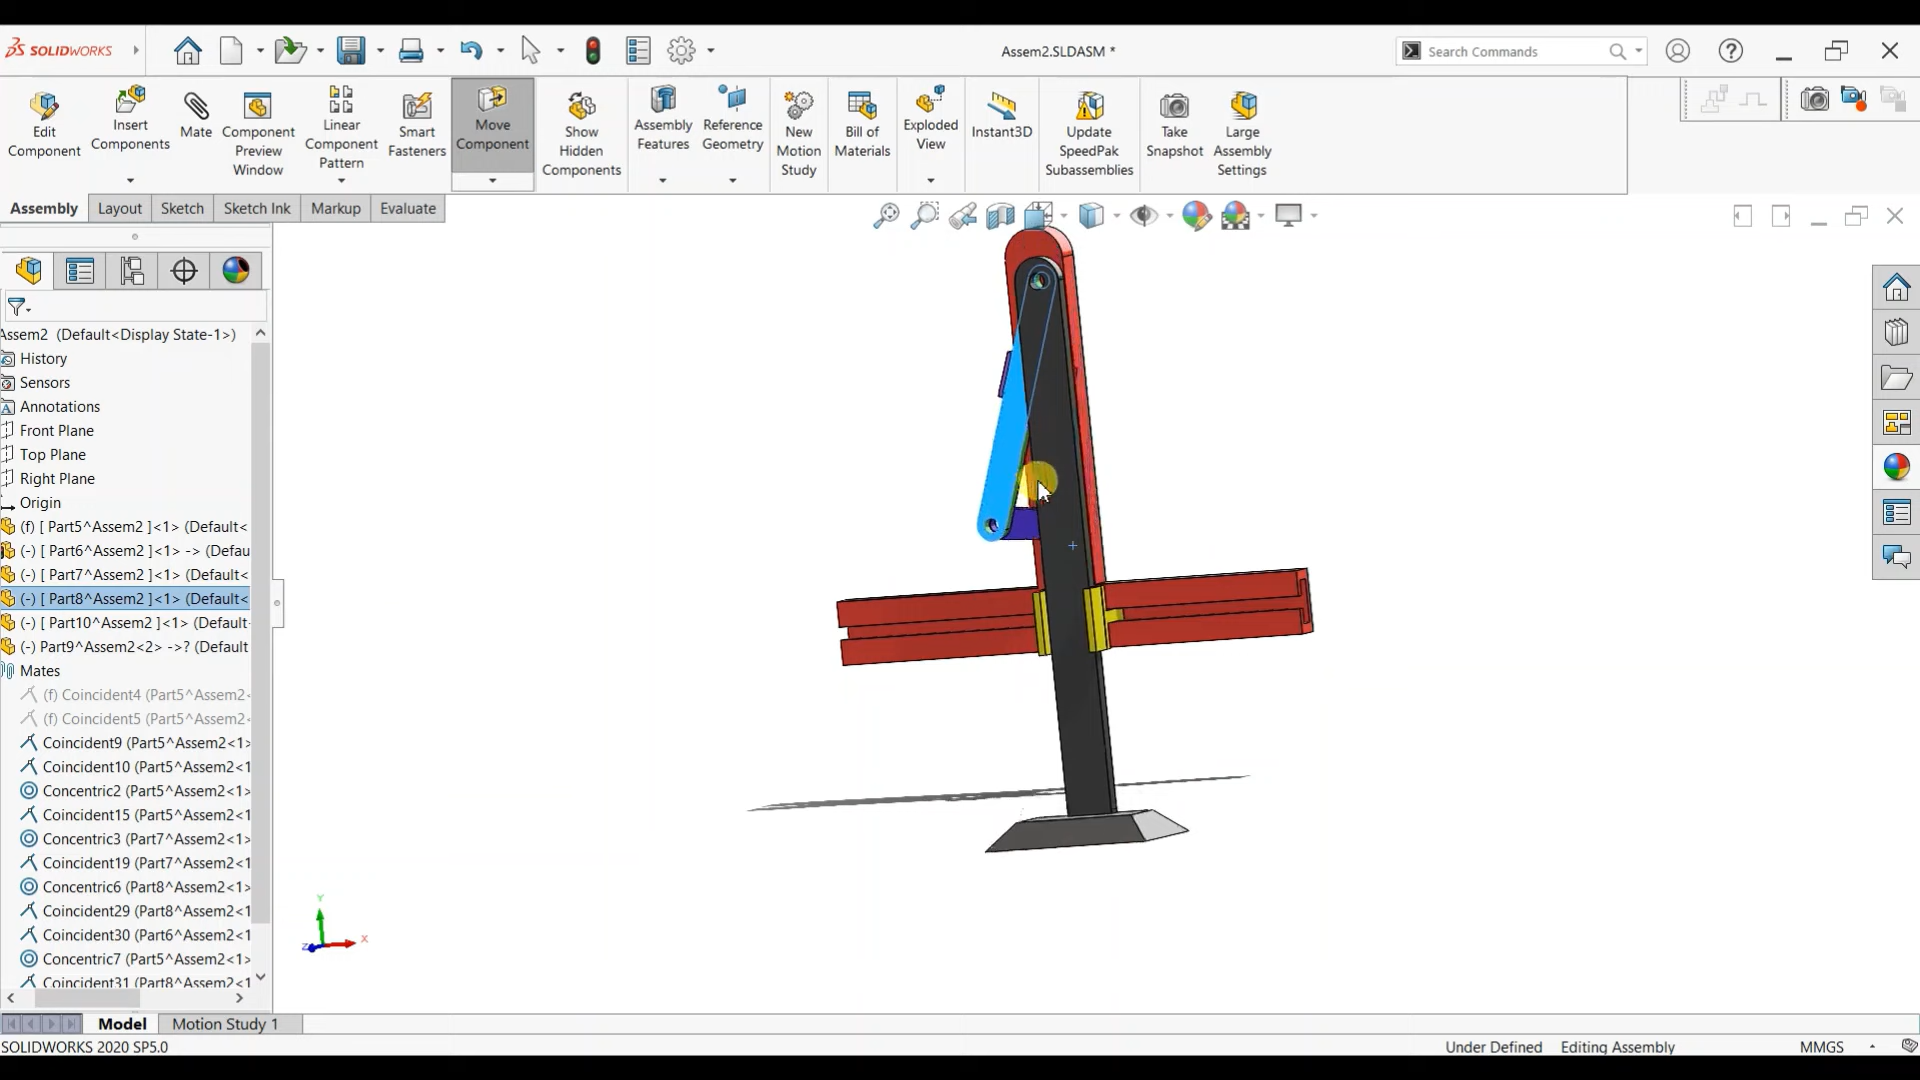 SOLIDWORKS
Assem2.SLDASM *
Search Commands
Edit Component
Insert Components
Mate
Component Preview Window
Linear Component Pattern
Smart Fasteners
Move Component
Show Hidden Components
Assembly Features
Reference Geometry
New Motion Study
Bill of Materials
Exploded View
Instant3D
Update SpeedPak Subassemblies
Take Snapshot
Large Assembly Settings
Assembly
Layout
Sketch
Sketch Ink
Markup
Evaluate
Assem2 (Default<Display State-1>)
History
Sensors
Annotations
Front Plane
Top Plane
Right Plane
Origin
(f) [ Part5^Assem2 ]<1> (Default<
(-) [ Part6^Assem2 ]<1> -> (Defau
(-) [ Part7^Assem2 ]<1> (Default<
(-) [ Part8^Assem2 ]<1> (Default<
(-) [ Part10^Assem2 ]<1> (Default
(-) Part9^Assem2<2> ->? (Default
Mates
(f) Coincident4 (Part5^Assem2<
(f) Coincident5 (Part5^Assem2<
Coincident9 (Part5^Assem2<1>
Coincident10 (Part5^Assem2<1
Concentric2 (Part5^Assem2<1>
Coincident15 (Part5^Assem2<1
Concentric3 (Part7^Assem2<1>
Coincident19 (Part7^Assem2<1
Concentric6 (Part8^Assem2<1>
Coincident29 (Part8^Assem2<1
Coincident30 (Part6^Assem2<1
Concentric7 (Part5^Assem2<1>
Coincident31 (Part8^Assem2<1
Y
Z
X
Model
Motion Study 1
SOLIDWORKS 2020 SP5.0
Under Defined
Editing Assembly
MMGS